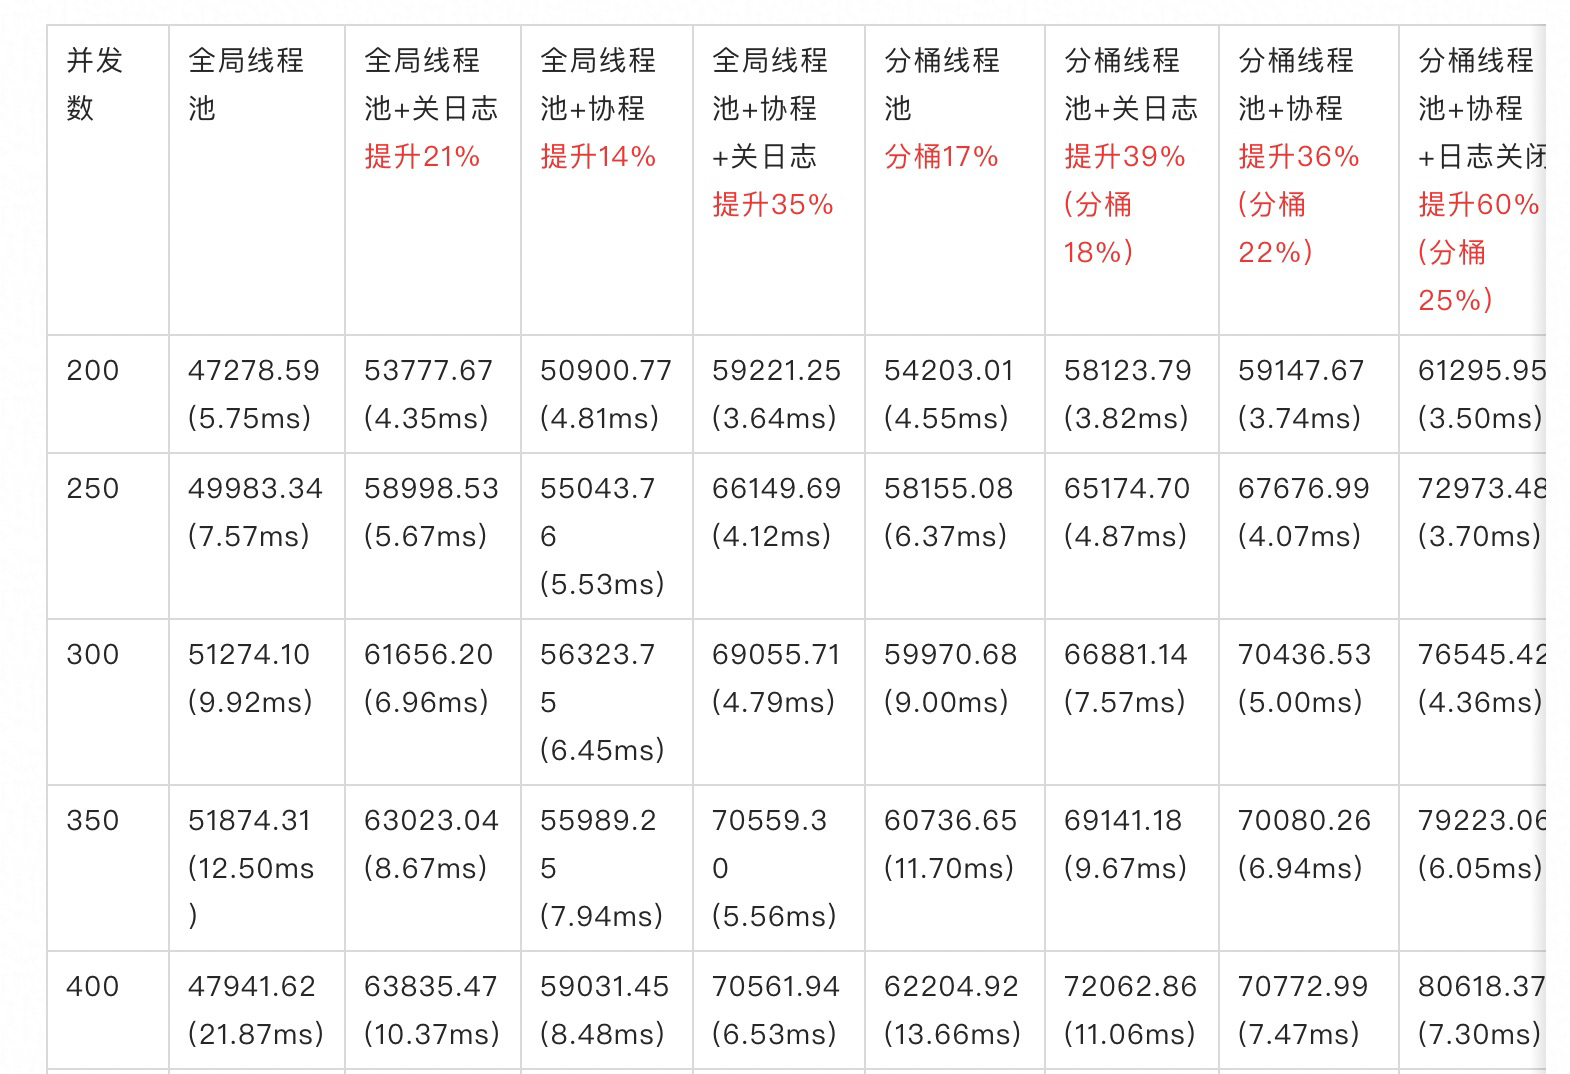 并发
数
全局线程
池
全局线程
池+关日志
提升21%
全局线程
池+协程
提升14%
全局线程
池+协程
+关日志
提升35%
分桶线程
池
分桶17%
分桶线程
池+关日志
提升39%
(分桶
18%)
分桶线程
池+协程
提升36%
(分桶
22%)
分桶线程
池+协程
+日志关闭
提升60%
(分桶
25%)
200
47278.59
(5.75ms)
53777.67
(4.35ms)
50900.77
(4.81ms)
59221.25
(3.64ms)
54203.01
(4.55ms)
58123.79
(3.82ms)
59147.67
(3.74ms)
61295.95
(3.50ms)
250
49983.34
(7.57ms)
58998.53
(5.67ms)
55043.7
6
(5.53ms)
66149.69
(4.12ms)
58155.08
(6.37ms)
65174.70
(4.87ms)
67676.99
(4.07ms)
72973.48
(3.70ms)
300
51274.10
(9.92ms)
61656.20
(6.96ms)
56323.7
5
(6.45ms)
69055.71
(4.79ms)
59970.68
(9.00ms)
66881.14
(7.57ms)
70436.53
(5.00ms)
76545.42
(4.36ms)
350
51874.31
(12.50ms
)
63023.04
(8.67ms)
55989.2
5
(7.94ms)
70559.3
0
(5.56ms)
60736.65
(11.70ms)
69141.18
(9.67ms)
70080.26
(6.94ms)
79223.06
(6.05ms)
400
47941.62
(21.87ms)
63835.47
(10.37ms)
59031.45
(8.48ms)
70561.94
(6.53ms)
62204.92
(13.66ms)
72062.86
(11.06ms)
70772.99
(7.47ms)
80618.37
(7.30ms)